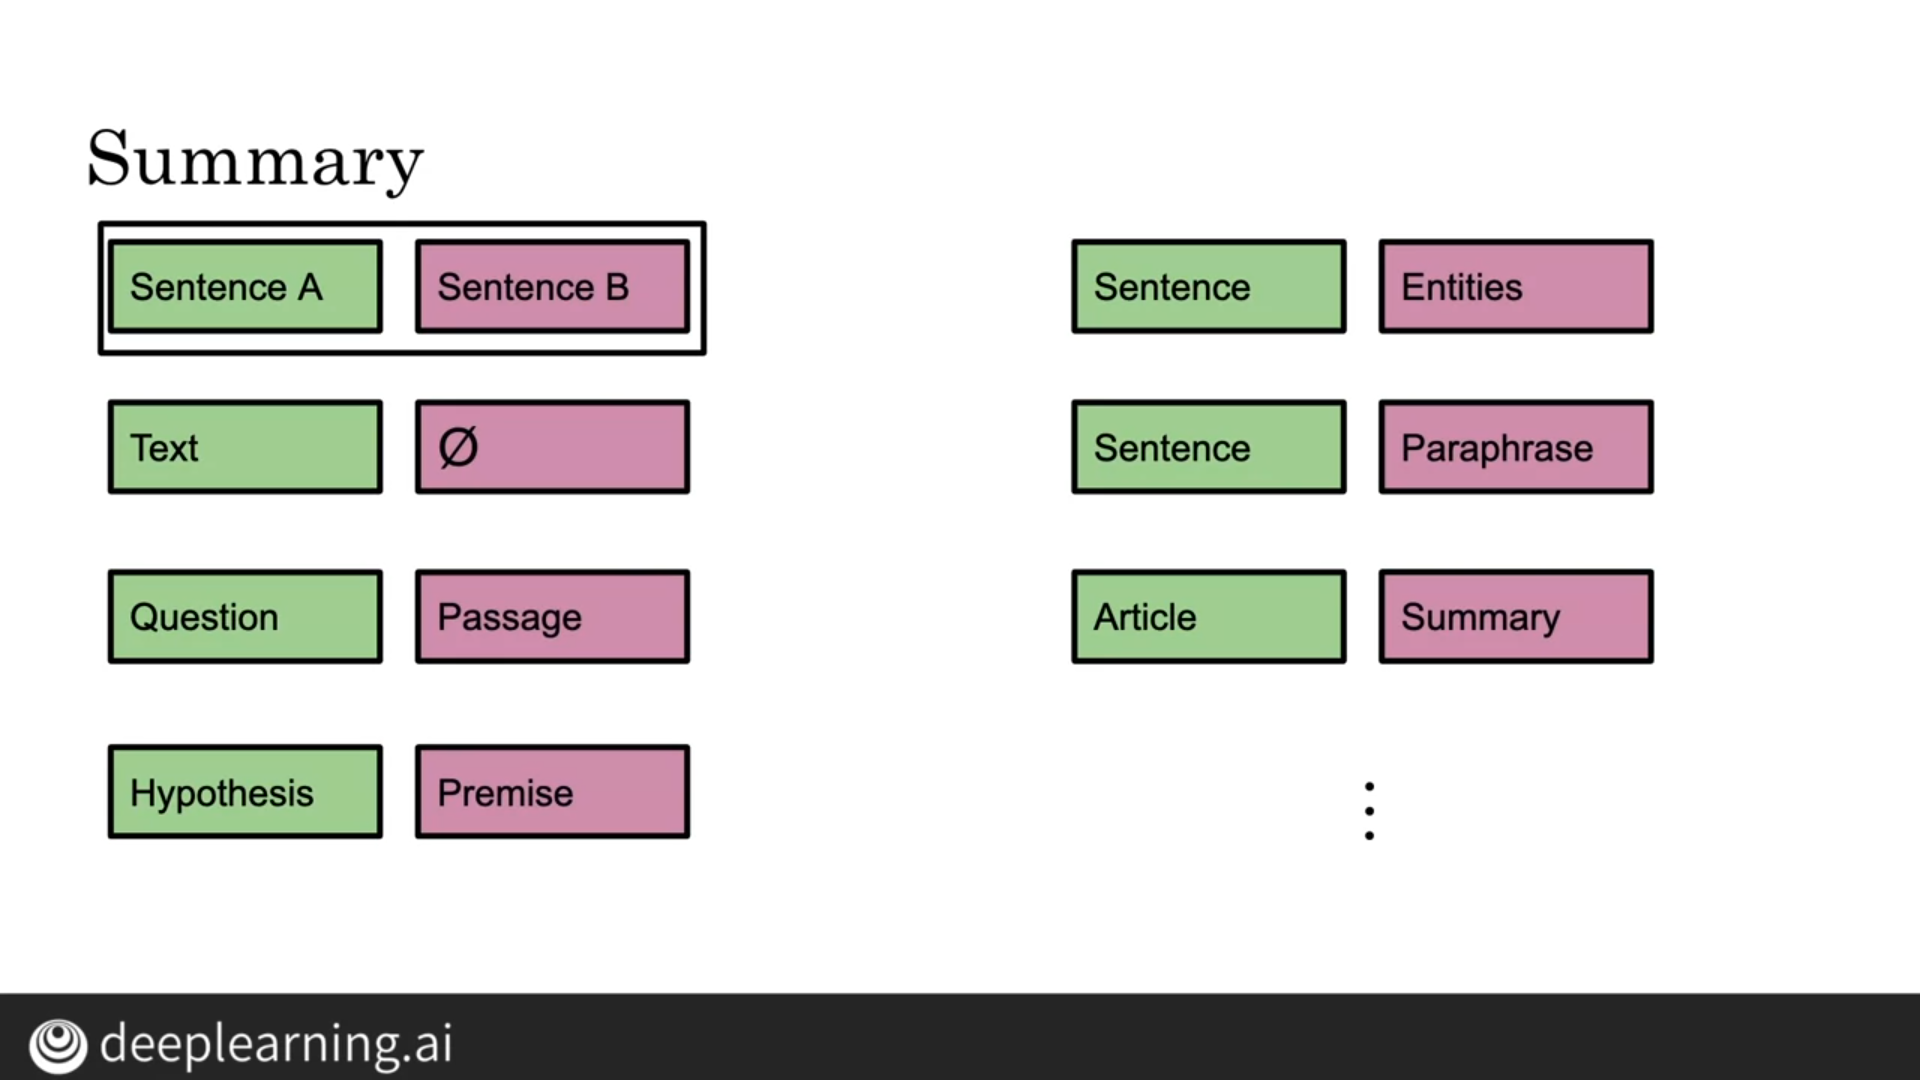 Summary
Sentence A
Sentence B
Sentence
Entities
Text
Ø
Sentence
Paraphrase
Question
Passage
Article
Summary
Hypothesis
Premise
deeplearning.ai